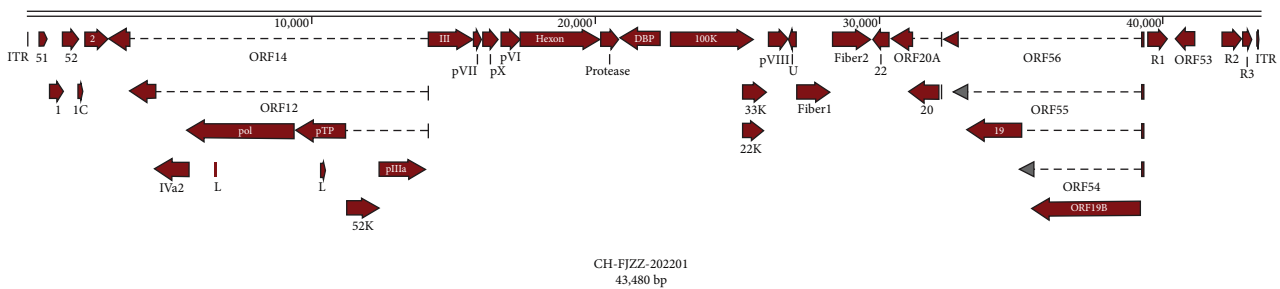 10,000 20,000 30,000 40,000
2 III Hexon DBP 100K
ITR 51 52 ORF14 pVI pVIII Fiber2 ORF20A ORF56 R1 ORF53 R2 ITR
pVII pX Protease U 22 R3
1 1C ORF12 33K Fiber1 20 ORF55
pol pTP 19
22K
pIIIa
IVa2 L L ORF54
ORF19B
52K
CH-FJZZ-202201
43,480 bp